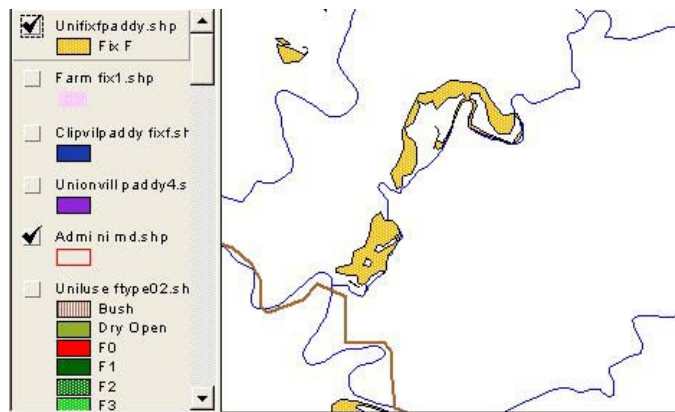 Unifixfpaddy.shp
Fix F
Farm fix1.shp
Clipvilpaddy fixf.sh
Unionvill paddy4.s
Admini md.shp
Uniluse ftype02.sh
Bush
Dry Open
F0
F1
F2
F3